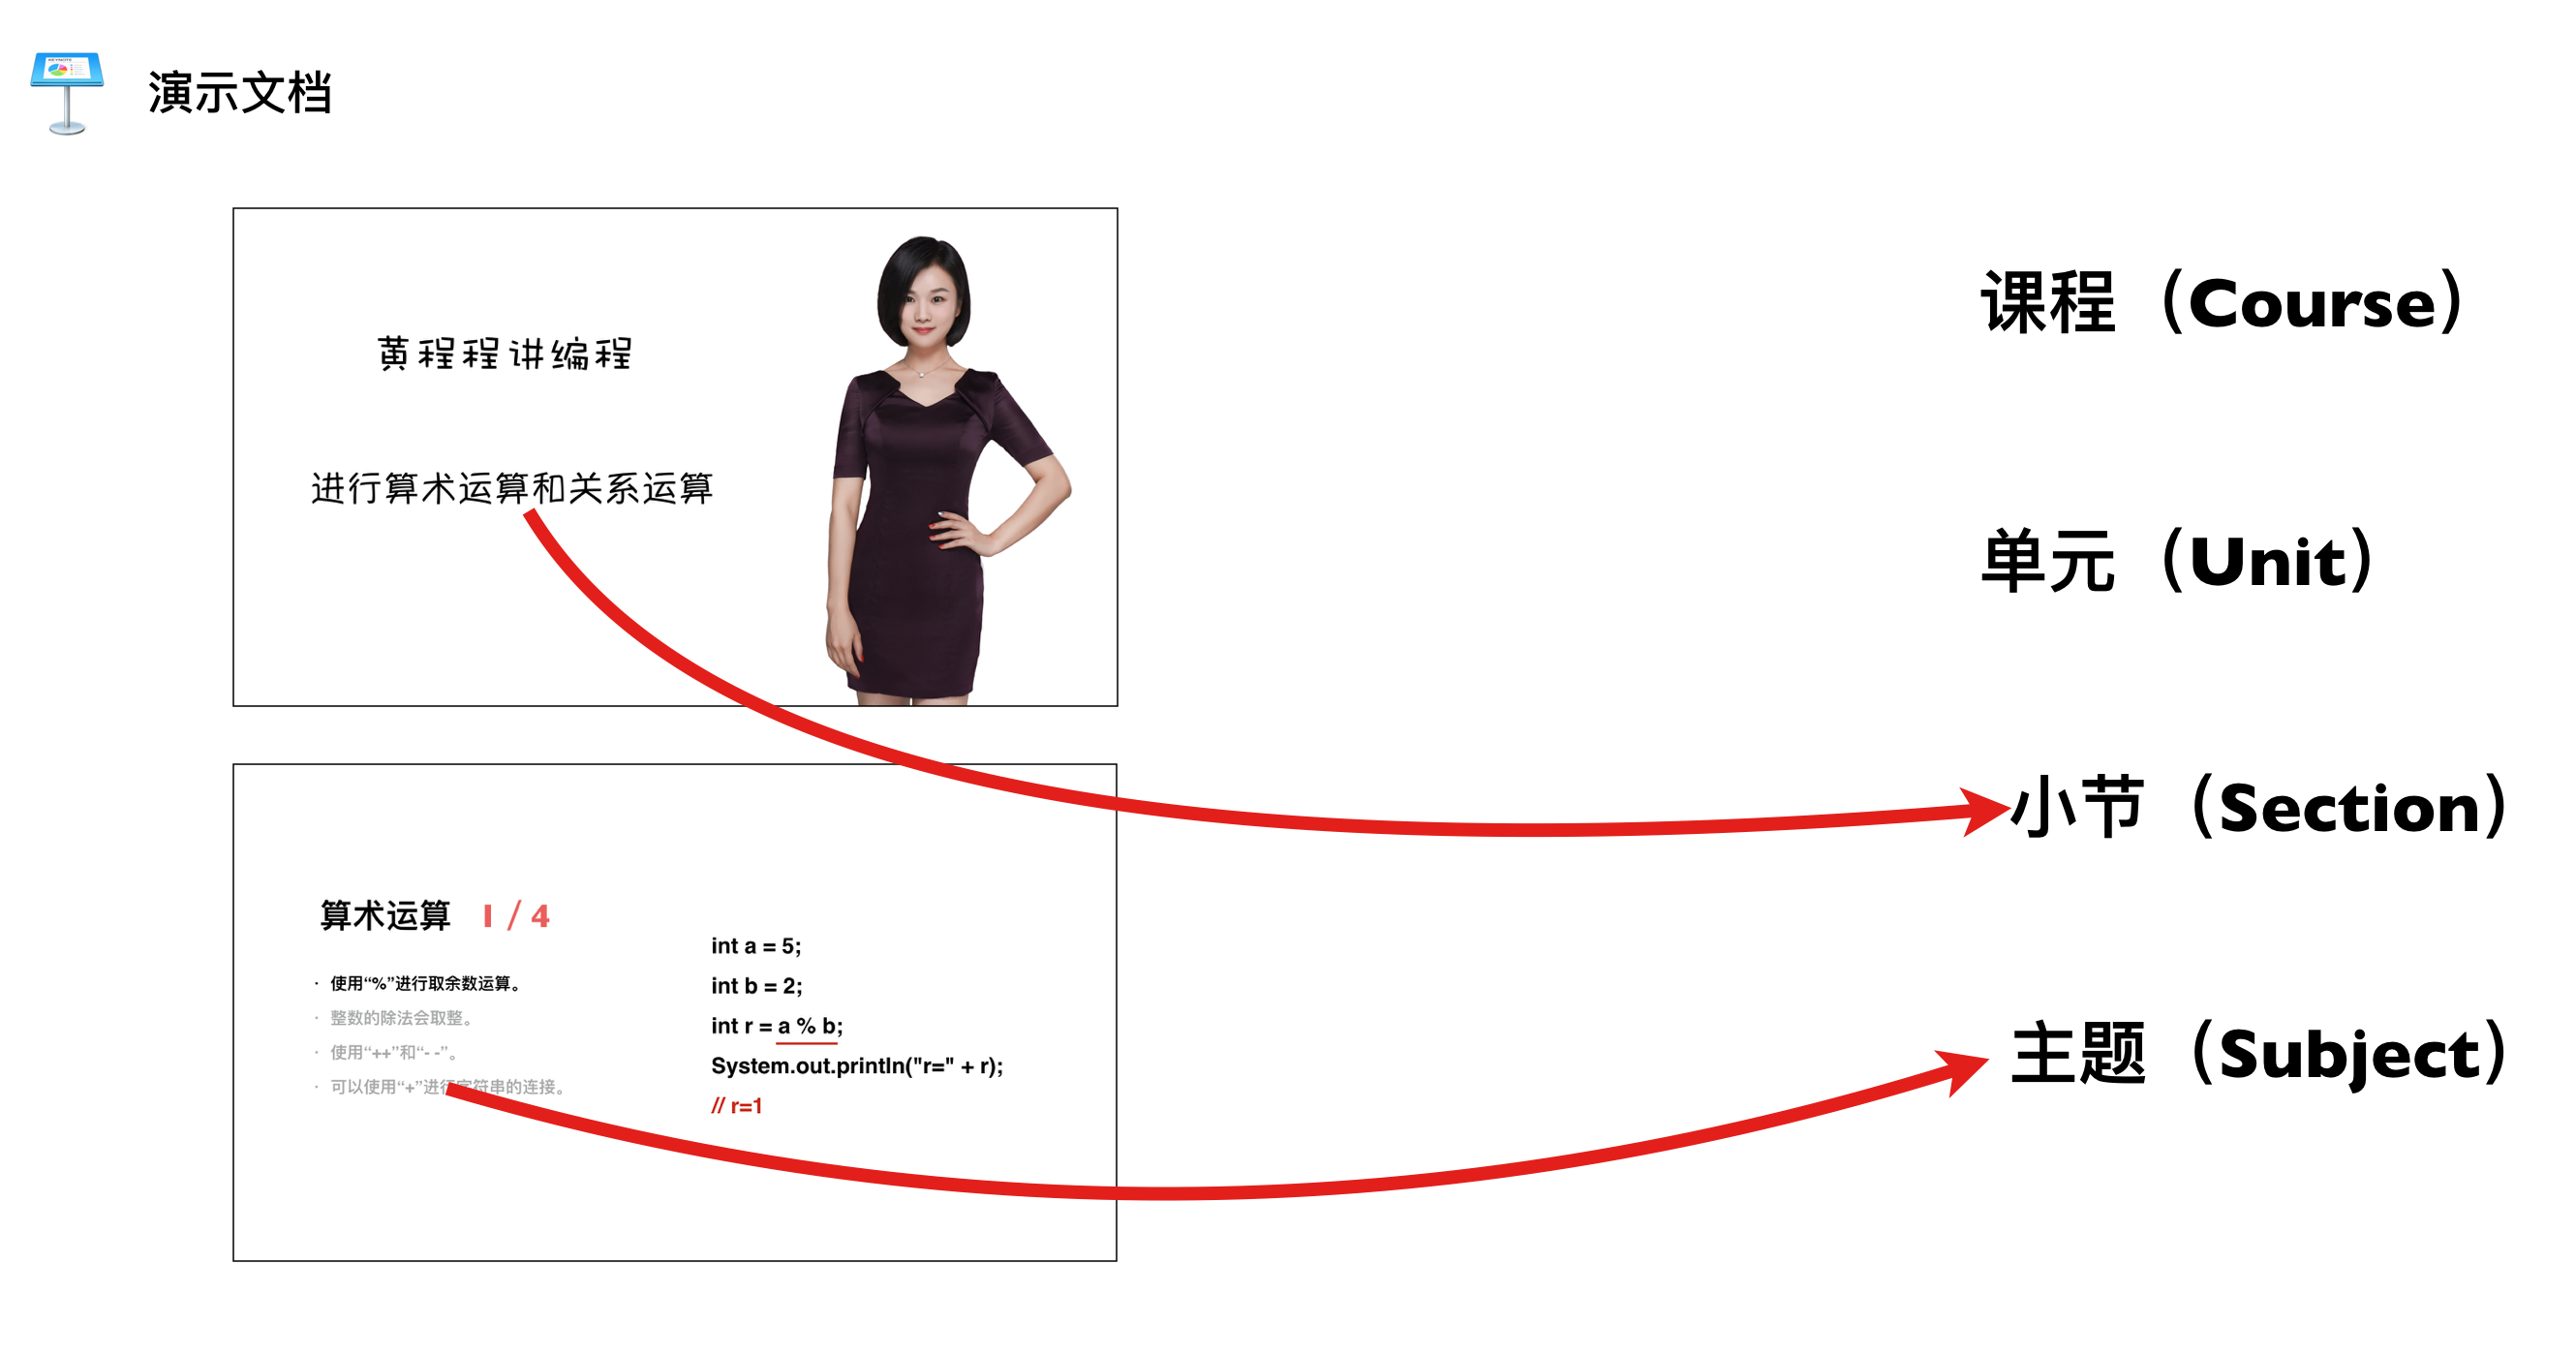 演示文档
黄程程讲编程
进行算术运算和关系运算
课程（Course）
单元（Unit）
小节（Section）
主题（Subject）
算术运算 1 / 4
· 使用“%”进行取余数运算。
· 整数的除法会取整。
· 使用“++”和“- -”。
· 可以使用“+”进行字符串的连接。
int a = 5;
int b = 2;
int r = a % b;
System.out.println("r=" + r);
// r=1